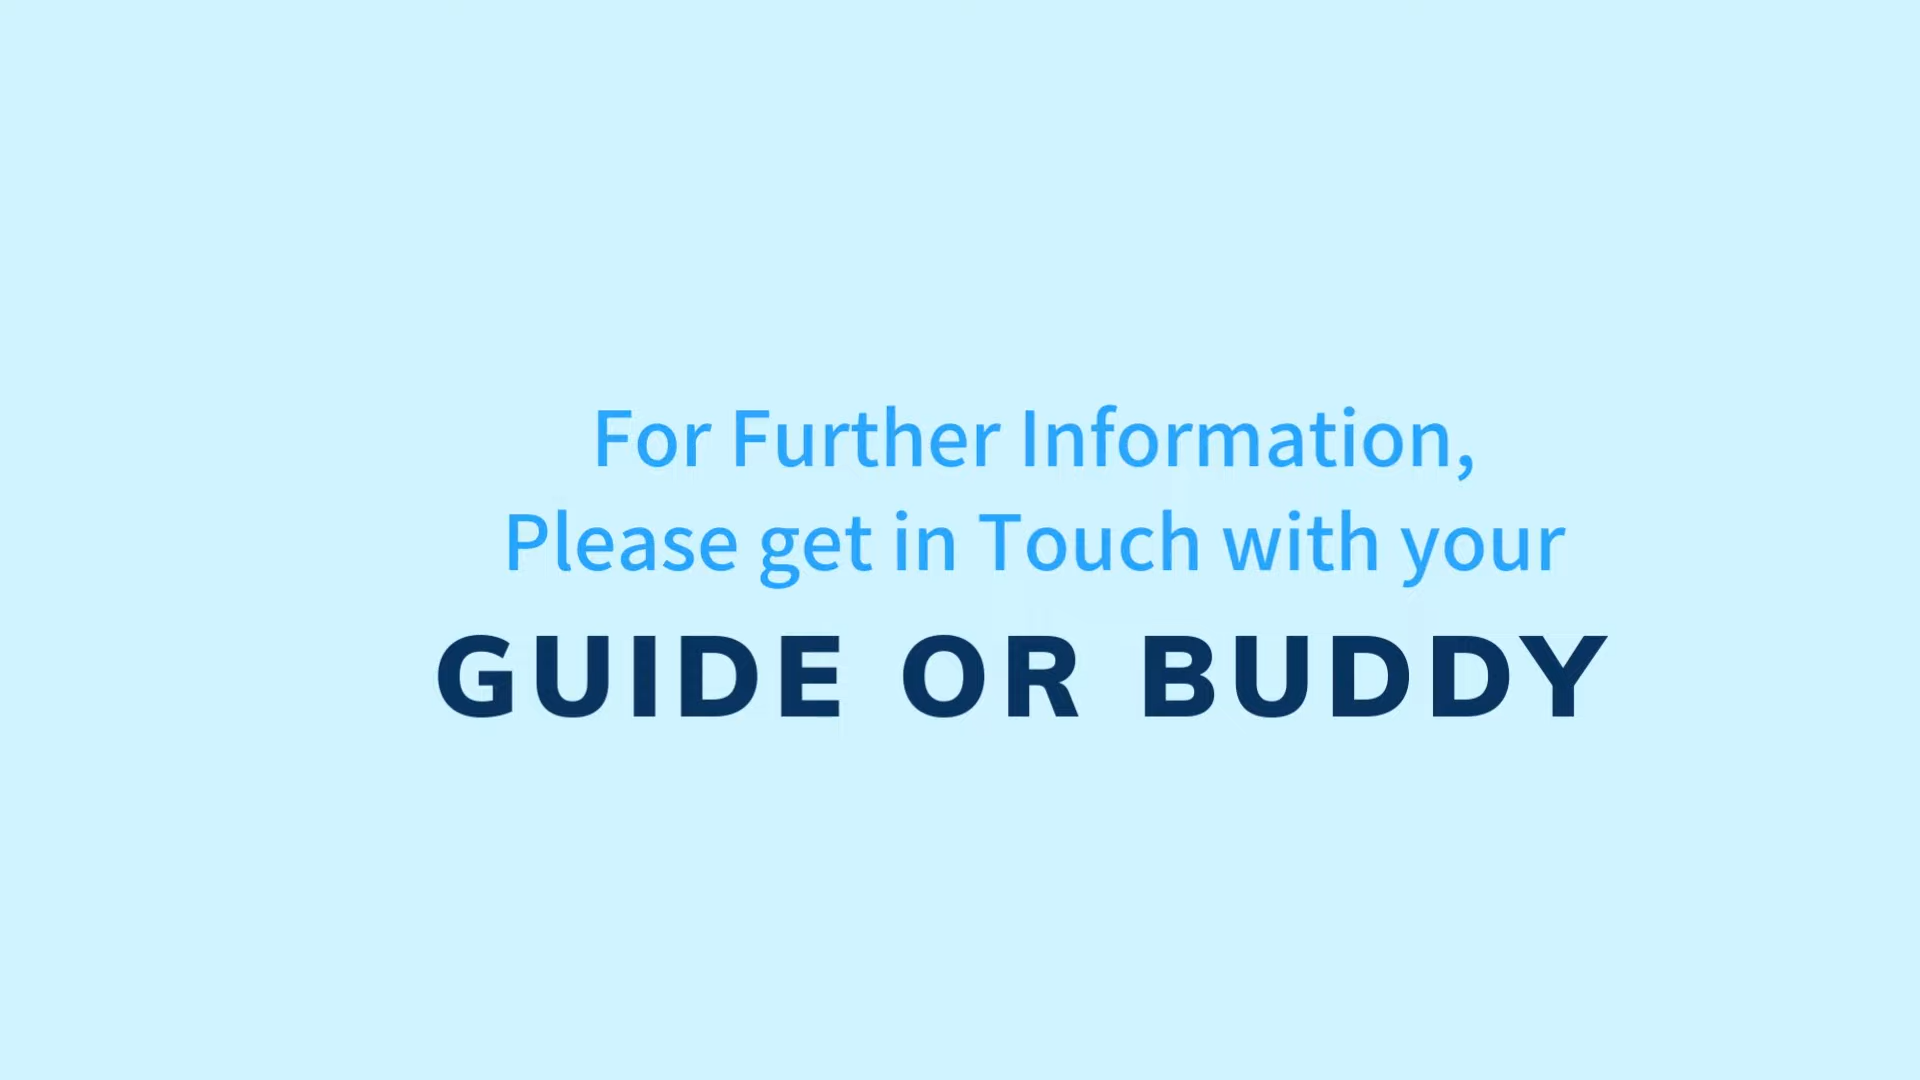 For Further Information,
Please get in Touch with your
GUIDE OR BUDDY